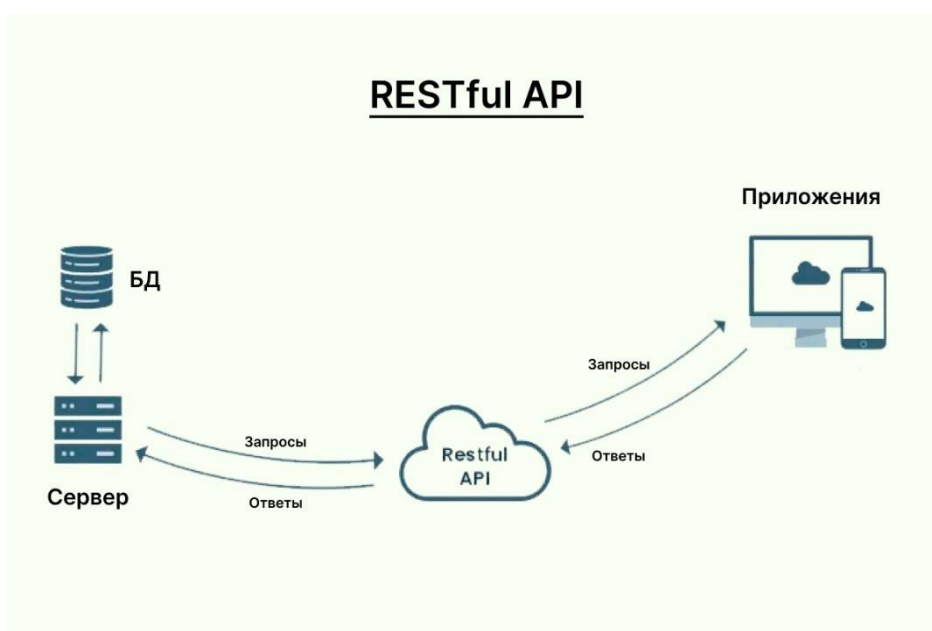 RESTful API
Приложения
БД
Запросы
Запросы
Ответы
Restful
API
Ответы
Сервер